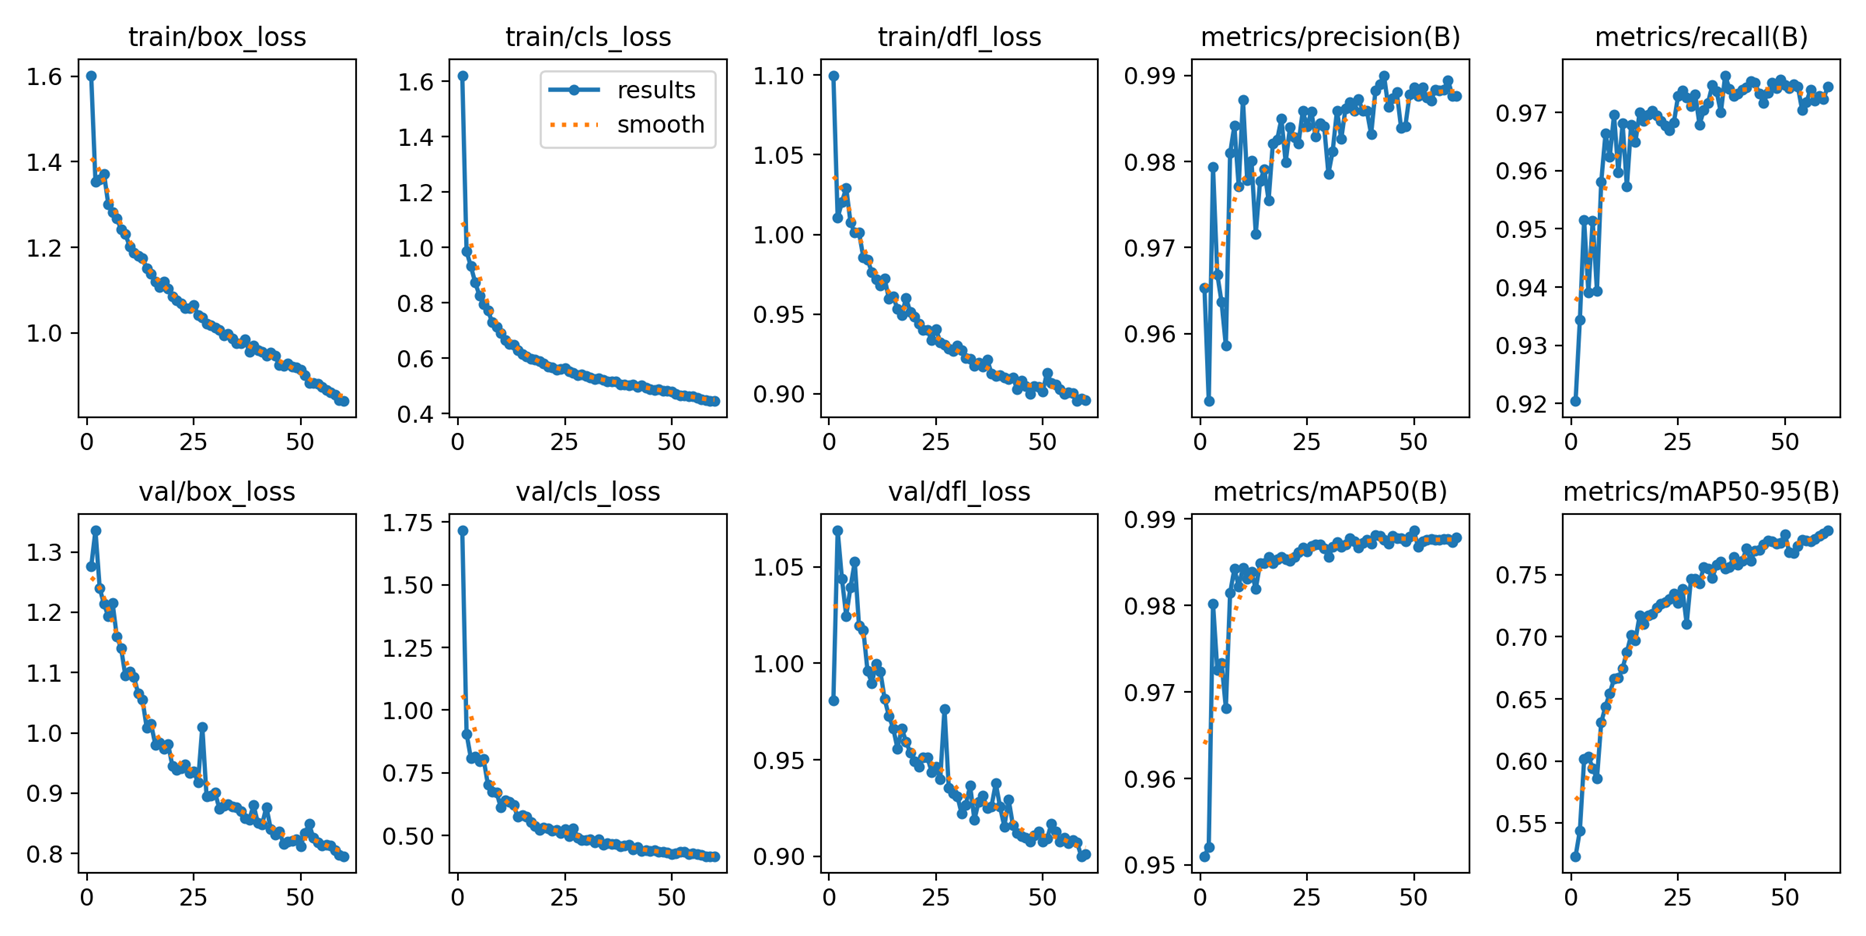 train/box_loss
train/cls_loss
train/dfl_loss
metrics/precision(B)
metrics/recall(B)
1.6
1.4
1.2
1.0
0 25 50
1.6
1.4
1.6
1.2
1.0
0.8
0.6
0.4
0 25 50
results
smooth
1.10
1.05
1.00
0.95
0.90
0 25 50
0.99
0.98
0.97
0.96
0 25 50
0.97
0.96
0.95
0.94
0.93
0.92
0 25 50
val/box_loss
val/cls_loss
val/dfl_loss
metrics/mAP50(B)
metrics/mAP50-95(B)
1.3
1.2
1.1
1.0
0.9
0.8
0 25 50
1.75
1.50
1.25
1.00
0.75
0.50
0 25 50
1.05
1.00
0.95
0.90
0 25 50
0.99
0.98
0.97
0.96
0.95
0 25 50
0.75
0.70
0.65
0.60
0.55
0 25 50